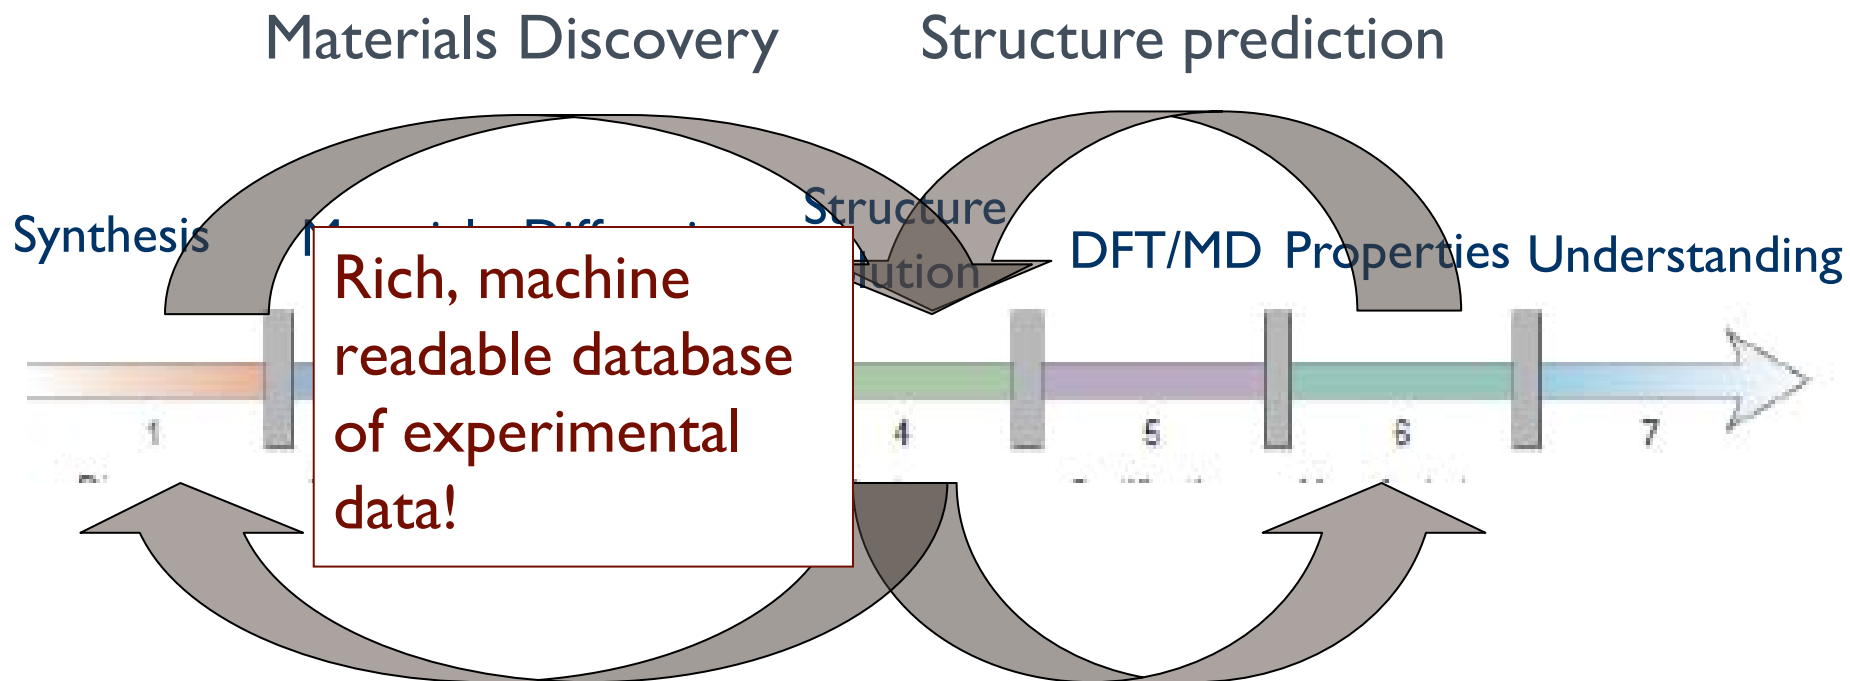 Materials Discovery
Structure prediction
Synthesis
Structure
DFT/MD
Properties
Understanding
Rich, machine
readable database
of experimental
data!
1
4
5
6
7